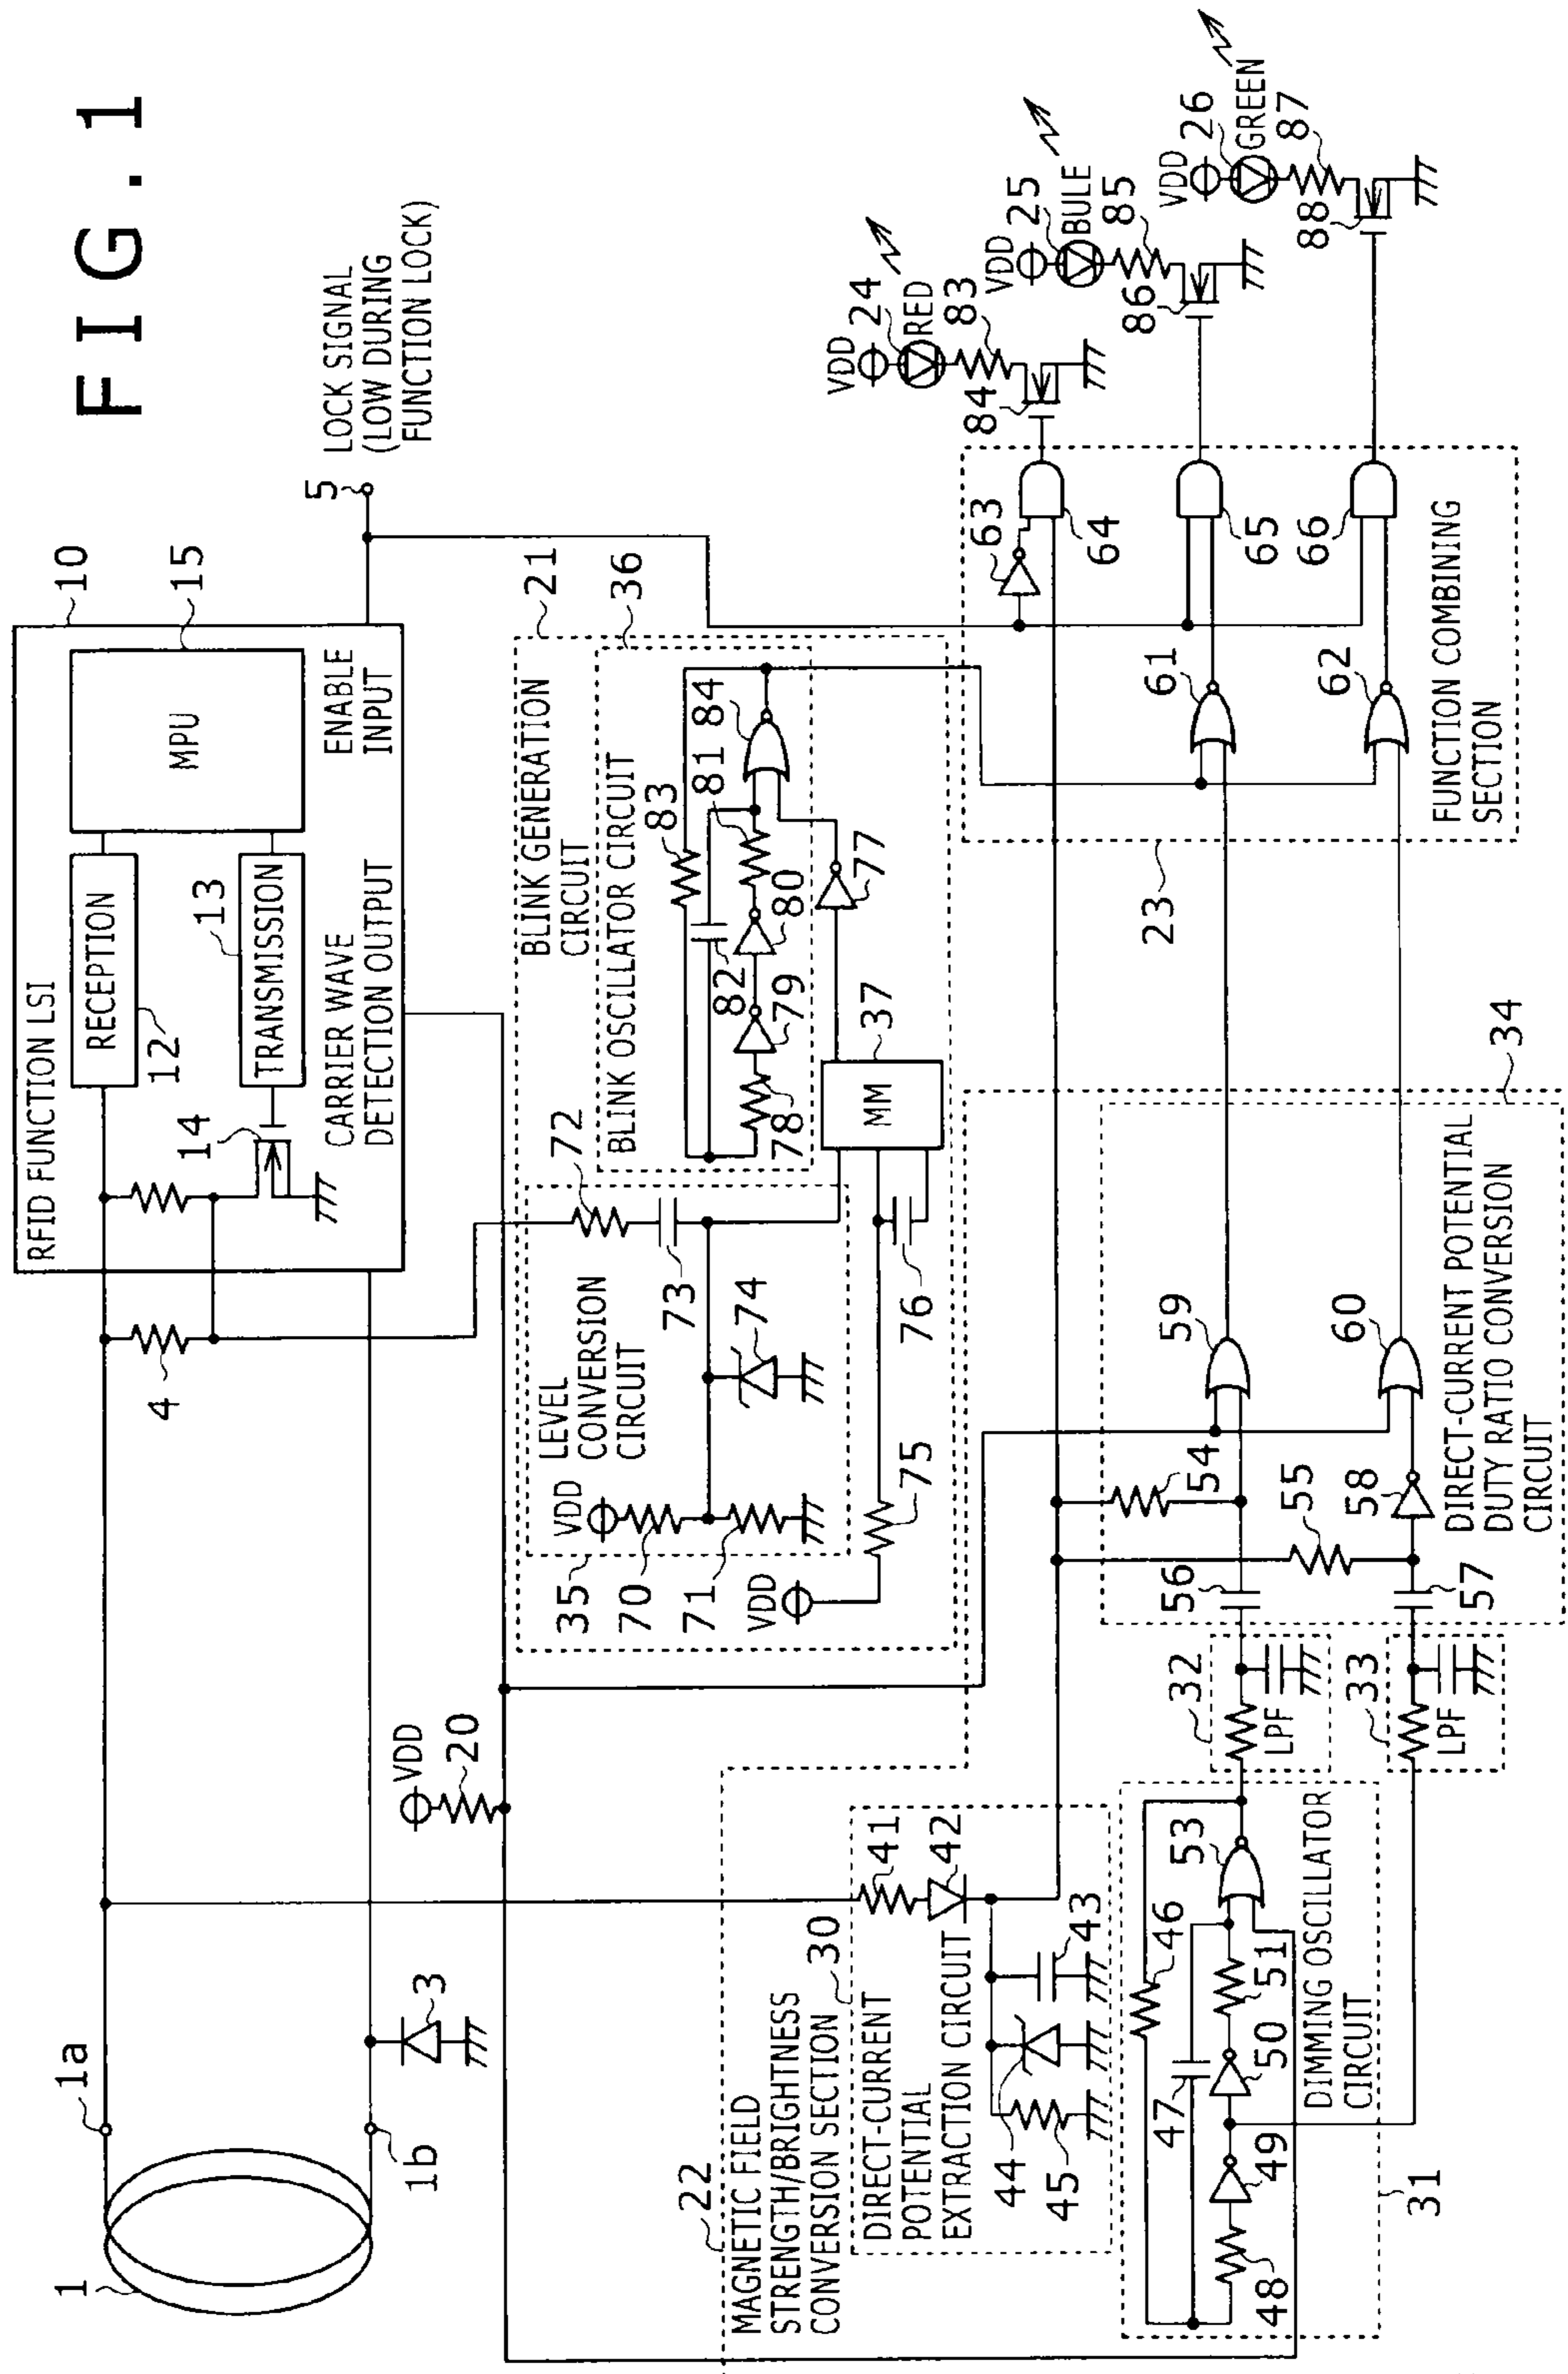 FIG. 1
RFID FUNCTION LSI
10
RECEPTION
12
TRANSMISSION
13
14
MPU
15
CARRIER WAVE
DETECTION OUTPUT
ENABLE
INPUT
5
LOCK SIGNAL
(LOW DURING
FUNCTION LOCK)
1
1a
1b
3
4
VDD
20
BLINK GENERATION
CIRCUIT
21
BLINK OSCILLATOR CIRCUIT
36
83
82
81
84
78
79
80
77
MM
37
LEVEL
CONVERSION
CIRCUIT
35
VDD
70
71
72
73
74
VDD
75
76
22
MAGNETIC FIELD
STRENGTH/BRIGHTNESS
CONVERSION SECTION
DIRECT-CURRENT
POTENTIAL
EXTRACTION CIRCUIT
30
41
42
43
44
45
46
47
48
49
50
51
53
DIMMING OSCILLATOR
CIRCUIT
31
32
LPF
33
LPF
56
57
54
55
58
59
60
DIRECT-CURRENT POTENTIAL
DUTY RATIO CONVERSION
CIRCUIT
34
23
61
62
63
64
65
66
FUNCTION COMBINING
SECTION
VDD
24
RED
83
84
VDD
25
BULE
85
86
VDD
26
GREEN
87
88